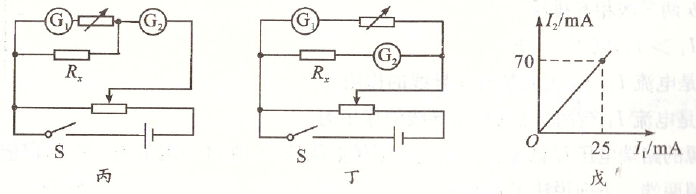 G₁ G₂
Rₓ
S
丙
G₁
Rₓ G₂
S
丁
I₂/mA
70
O 25 I₁/mA
戊